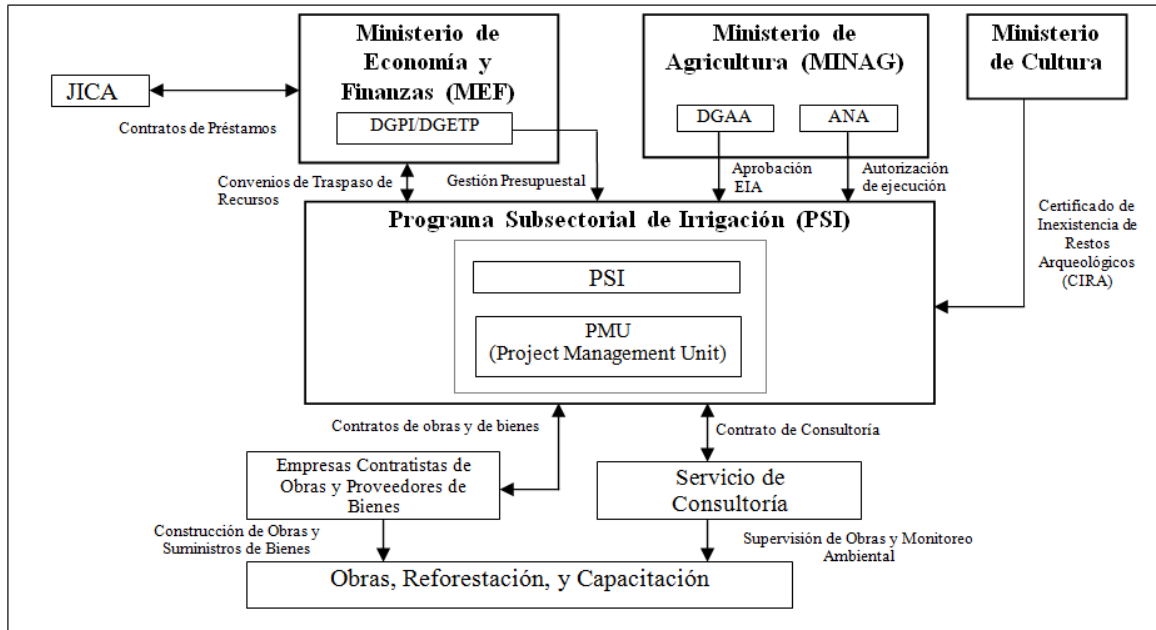 Ministerio de
Economía y
Finanzas (MEF)
DGPI/DGETP
Ministerio de
Agricultura (MINAG)
DGAA
ANA
Ministerio
de Cultura
JICA
Contratos de Préstamos
Convenios de Traspaso de
Recursos
Gestión Presupuestal
Aprobación
EIA
Autorización
de ejecución
Certificado de
Inexistencia de
Restos
Arqueológicos
(CIRA)
Programa Subsectorial de Irrigación (PSI)
PSI
PMU
(Project Management Unit)
Contratos de obras y de bienes
Contrato de Consultoría
Empresas Contratistas de
Obras y Proveedores de
Bienes
Servicio de
Consultoría
Construcción de Obras y
Suministros de Bienes
Supervisión de Obras y Monitoreo
Ambiental
Obras, Reforestación, y Capacitación